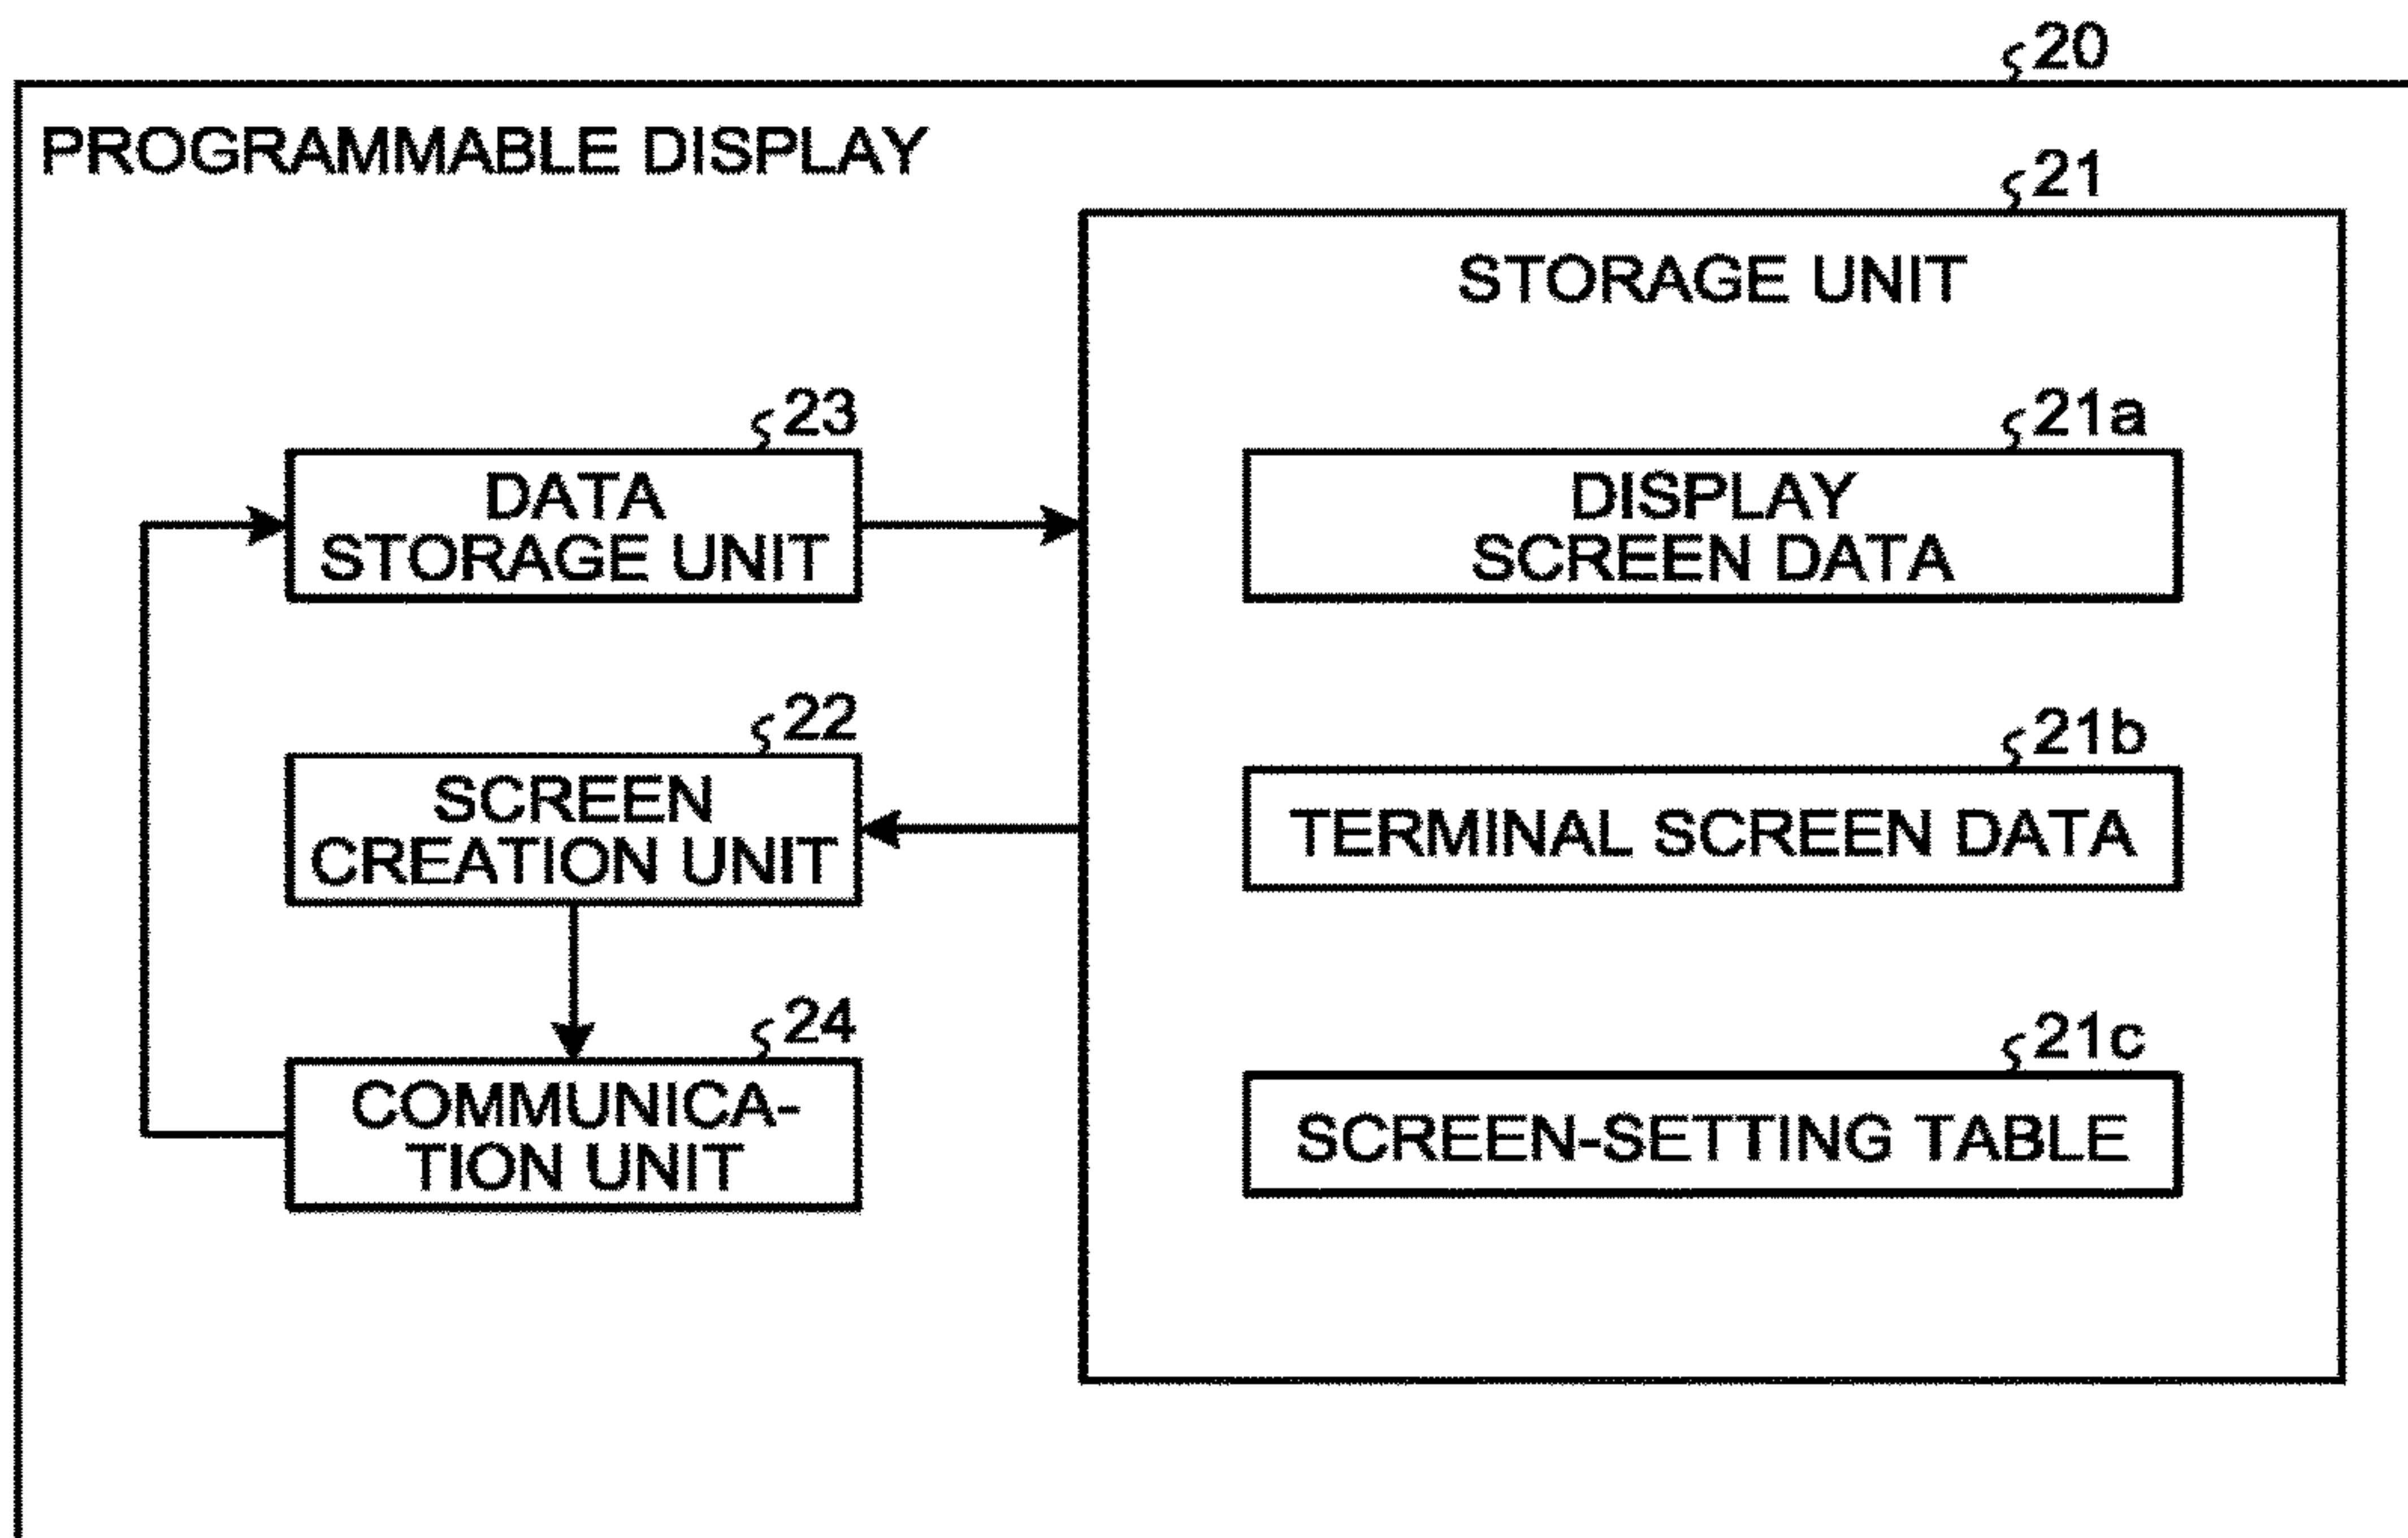 20
PROGRAMMABLE DISPLAY
21
STORAGE UNIT
23
DATA
STORAGE UNIT
21a
DISPLAY
SCREEN DATA
22
SCREEN
CREATION UNIT
21b
TERMINAL SCREEN DATA
24
COMMUNICA-
TION UNIT
21c
SCREEN-SETTING TABLE